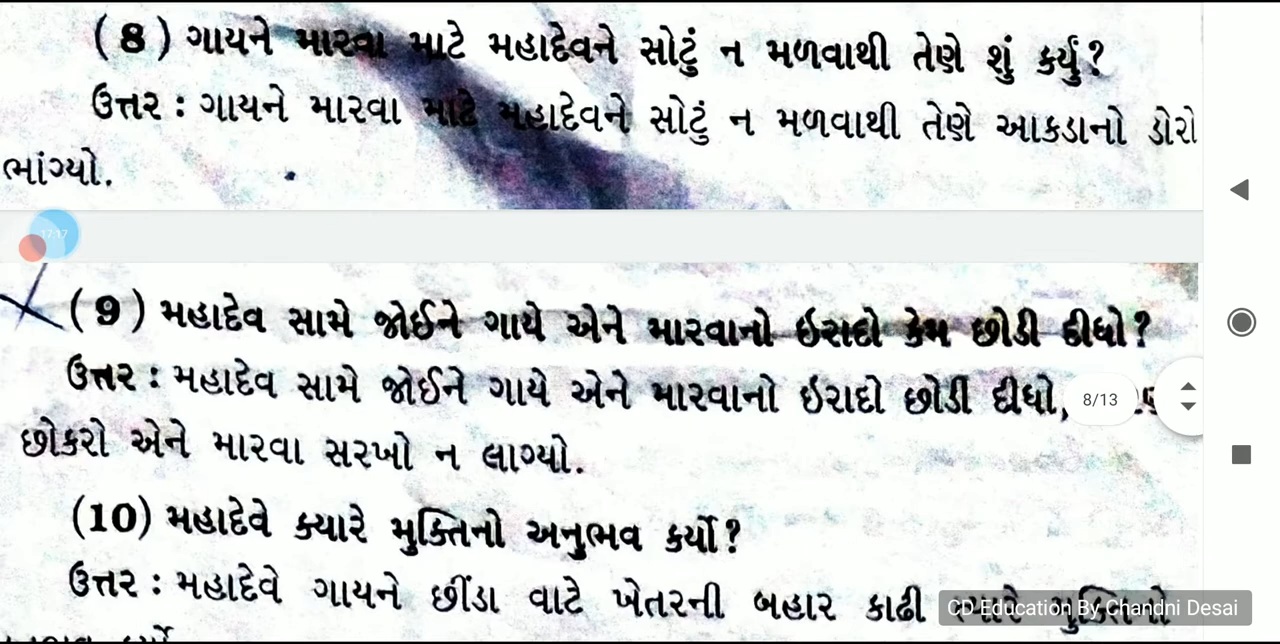 (8) ગાયને મારવા માટે મહાદેવને સોટું ન મળવાથી તેણે શું કર્યું?
ઉત્તર : ગાયને મારવા માટે મહાદેવને સોટું ન મળવાથી તેણે આકડાનો ડોરો
ભાંગ્યો.
17:17
(9) મહાદેવ સામે જોઈને ગાયે એને મારવાનો ઇરાદો કેમ છોડી દીધો?
ઉત્તર : મહાદેવ સામે જોઈને ગાયે એને મારવાનો ઇરાદો છોડી દીધો,
8/13
છોકરો એને મારવા સરખો ન લાગ્યો.
(10) મહાદેવે ક્યારે મુક્તિનો અનુભવ કર્યો?
ઉત્તર : મહાદેવે ગાયને છીંડા વાટે ખેતરની બહાર કાઢી ત્યારે મુક્તિનો
CD Education By Chandni Desai